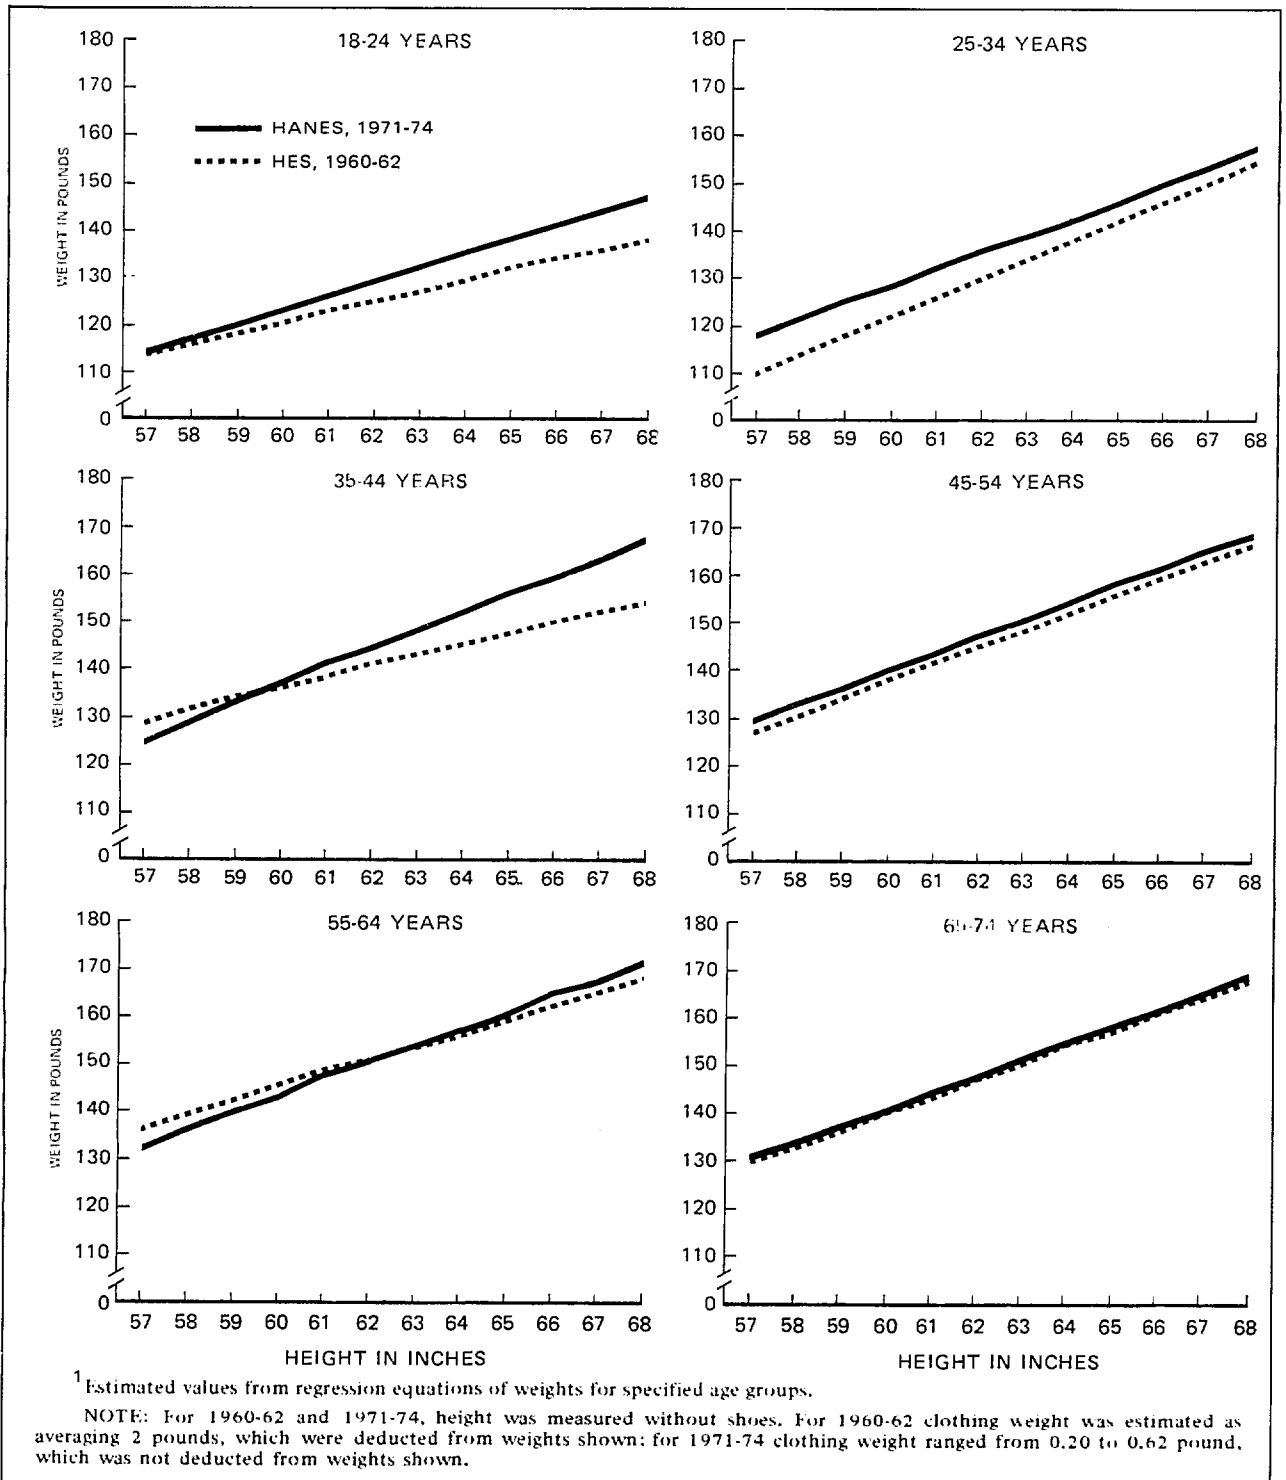 180
18-24 YEARS
170
160
150
140
130
120
110
0
WEIGHT IN POUNDS
HANES, 1971-74
HES, 1960-62
57 58 59 60 61 62 63 64 65 66 67 68
180
25-34 YEARS
170
160
150
140
130
120
110
0
57 58 59 60 61 62 63 64 65 66 67 68
180
35-44 YEARS
170
160
150
140
130
120
110
0
WEIGHT IN POUNDS
57 58 59 60 61 62 63 64 65 66 67 68
180
45-54 YEARS
170
160
150
140
130
120
110
0
57 58 59 60 61 62 63 64 65 66 67 68
180
55-64 YEARS
170
160
150
140
130
120
110
0
WEIGHT IN POUNDS
57 58 59 60 61 62 63 64 65 66 67 68
HEIGHT IN INCHES
180
65-74 YEARS
170
160
150
140
130
120
110
0
57 58 59 60 61 62 63 64 65 66 67 68
HEIGHT IN INCHES
1 Estimated values from regression equations of weights for specified age groups.
NOTE: For 1960-62 and 1971-74, height was measured without shoes. For 1960-62 clothing weight was estimated as
averaging 2 pounds, which were deducted from weights shown; for 1971-74 clothing weight ranged from 0.20 to 0.62 pound,
which was not deducted from weights shown.